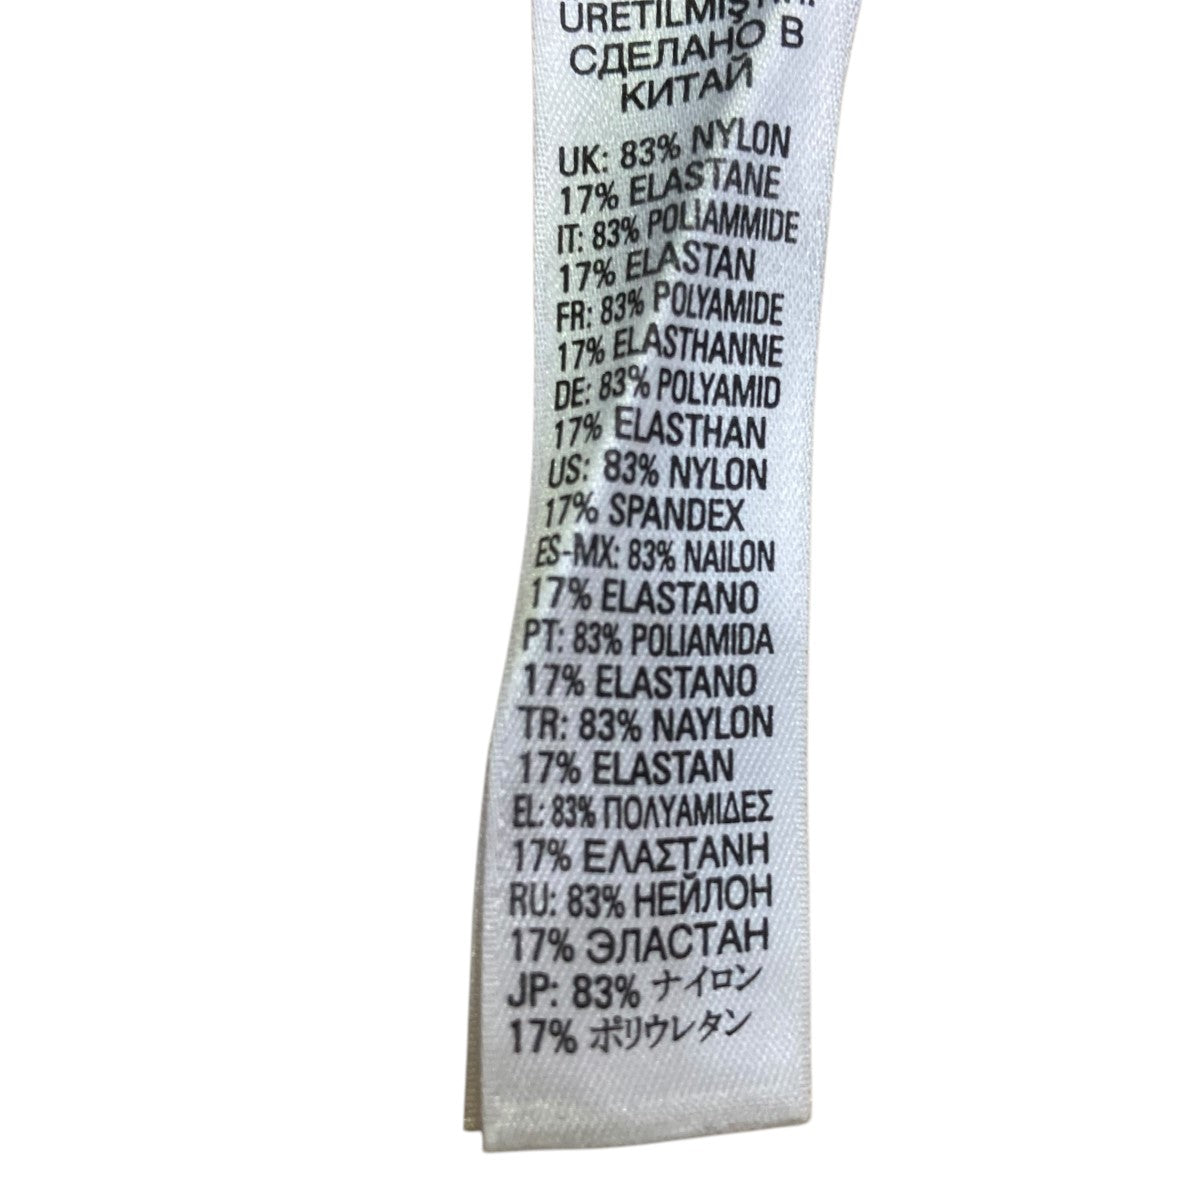 ÜRETİLMİŞTİR.
СДЕЛАНО В
КИТАЙ
UK: 83% NYLON
17% ELASTANE
IT: 83% POLIAMMIDE
17% ELASTAN
FR: 83% POLYAMIDE
17% ELASTHANNE
DE: 83% POLYAMID
17% ELASTHAN
US: 83% NYLON
17% SPANDEX
ES-MX: 83% NAILON
17% ELASTANO
PT: 83% POLIAMIDA
17% ELASTANO
TR: 83% NAYLON
17% ELASTAN
EL: 83% ΠΟΛΥΑΜΙΔΕΣ
17% ΕΛΑΣΤΑΝΗ
RU: 83% НЕЙЛОН
17% ЭЛАСТАН
JP: 83% ナイロン
17% ポリウレタン